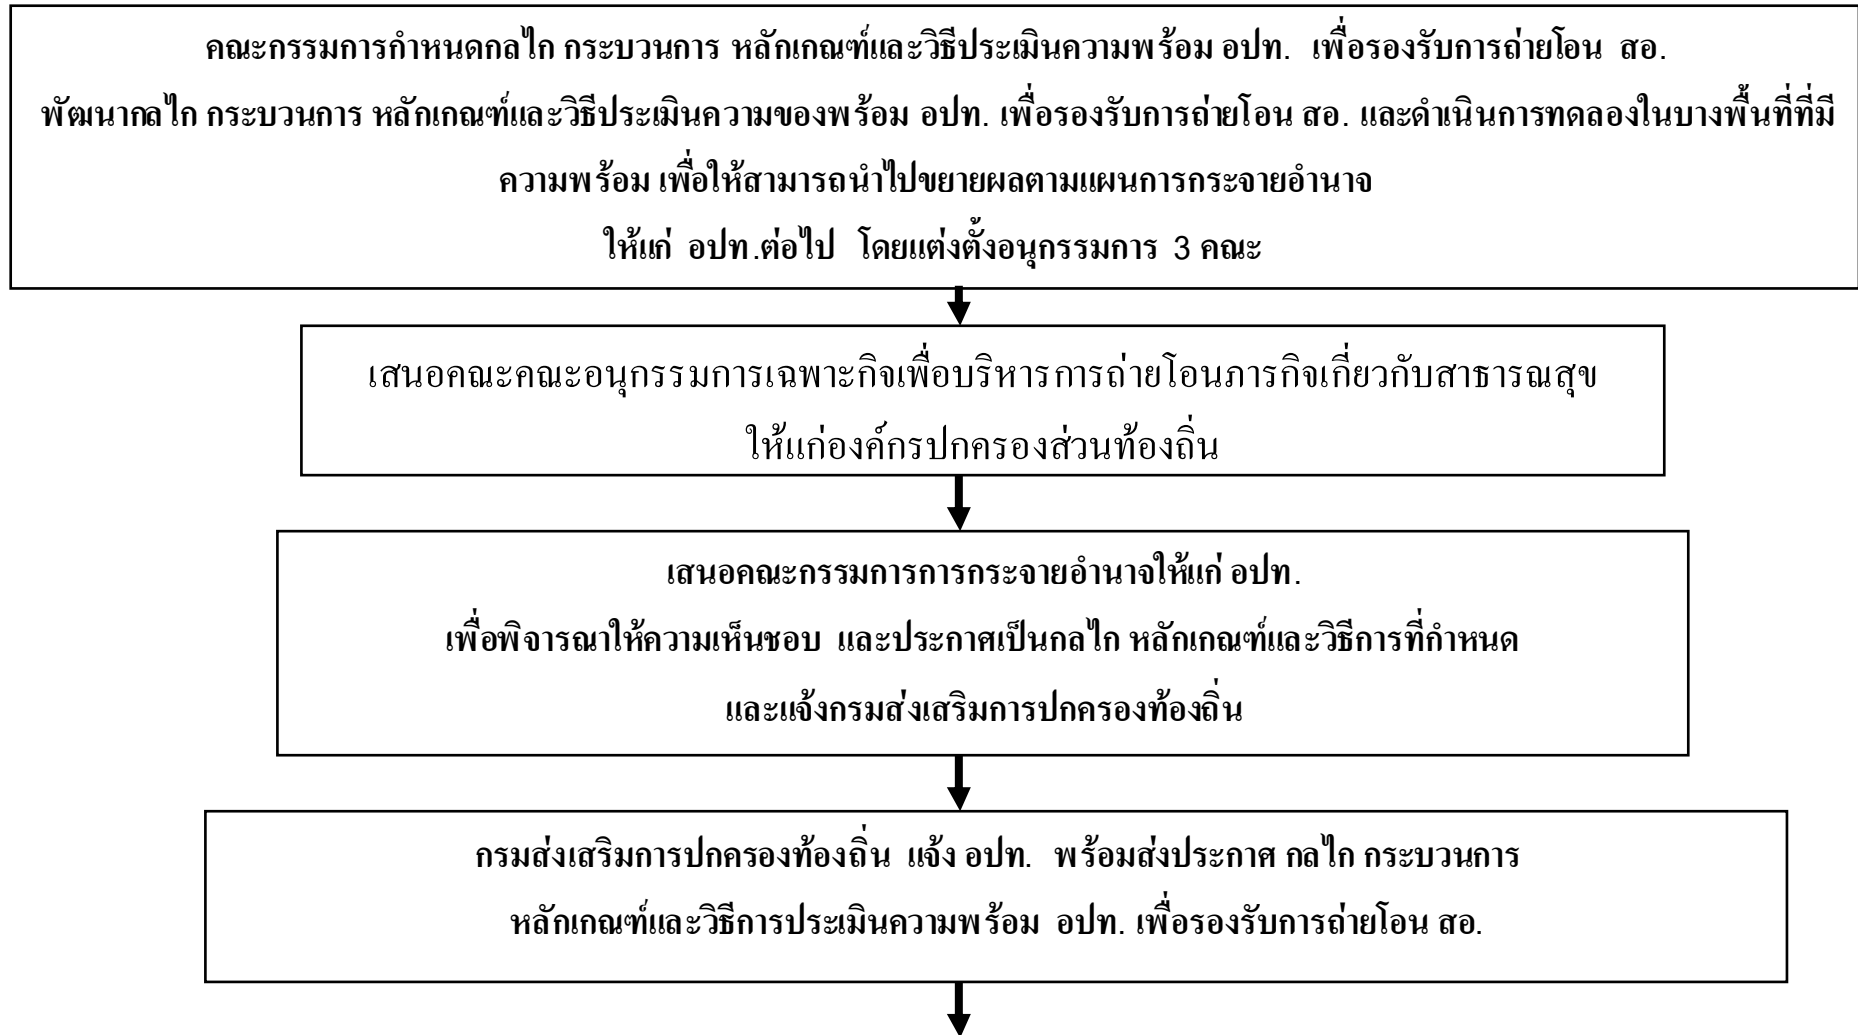 คณะกรรมการกำหนดกลไก กระบวนการ หลักเกณฑ์และวิธีประเมินความพร้อม อปท. เพื่อรองรับการถ่ายโอน สอ.
พัฒนากลไก กระบวนการ หลักเกณฑ์และวิธีประเมินความของพร้อม อปท. เพื่อรองรับการถ่ายโอน สอ. และดำเนินการทดลองในบางพื้นที่ที่มี
ความพร้อม เพื่อให้สามารถนำไปขยายผลตามแผนการกระจายอำนาจ
ให้แก่ อปท.ต่อไป โดยแต่งตั้งอนุกรรมการ 3 คณะ
เสนอคณะคณะอนุกรรมการเฉพาะกิจเพื่อบริหารการถ่ายโอนภารกิจเกี่ยวกับสาธารณสุข
ให้แก่องค์กรปกครองส่วนท้องถิ่น
เสนอคณะกรรมการการกระจายอำนาจให้แก่ อปท.
เพื่อพิจารณาให้ความเห็นชอบ และประกาศเป็นกลไก หลักเกณฑ์และวิธีการที่กำหนด
และแจ้งกรมส่งเสริมการปกครองท้องถิ่น
กรมส่งเสริมการปกครองท้องถิ่น แจ้ง อปท. พร้อมส่งประกาศ กลไก กระบวนการ
หลักเกณฑ์และวิธีการประเมินความพร้อม อปท. เพื่อรองรับการถ่ายโอน สอ.